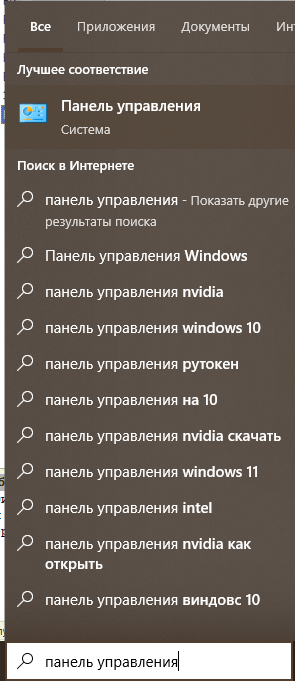 Все Приложения Документы Инт
Лучшее соответствие
Панель управления
Система
Поиск в Интернете
панель управления - Показать другие
результаты поиска
Панель управления Windows
панель управления nvidia
панель управления windows 10
панель управления рутокен
панель управления на 10
панель управления nvidia скачать
панель управления windows 11
панель управления intel
панель управления nvidia как
открыть
панель управления виндовс 10
панель управления